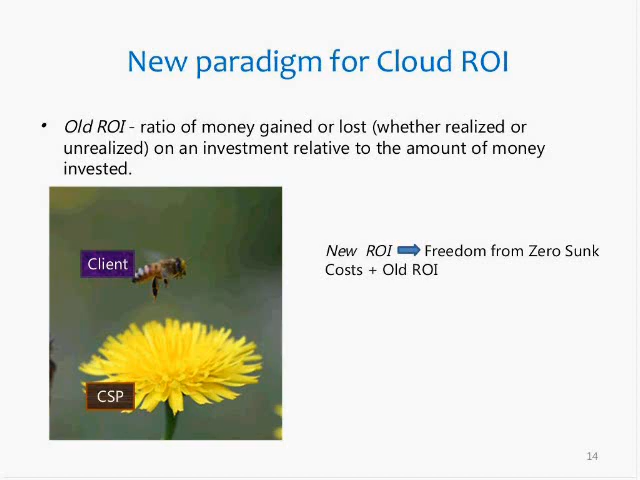 New paradigm for Cloud ROI
• Old ROI - ratio of money gained or lost (whether realized or
unrealized) on an investment relative to the amount of money
invested.
Client
New ROI Freedom from Zero Sunk
Costs + Old ROI
CSP
14